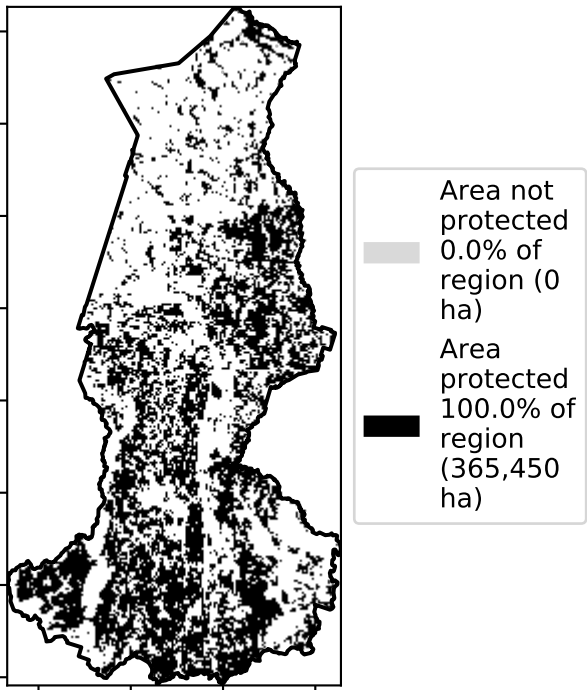 Area not
protected
0.0% of
region (0
ha)
Area
protected
100.0% of
region
(365,450
ha)